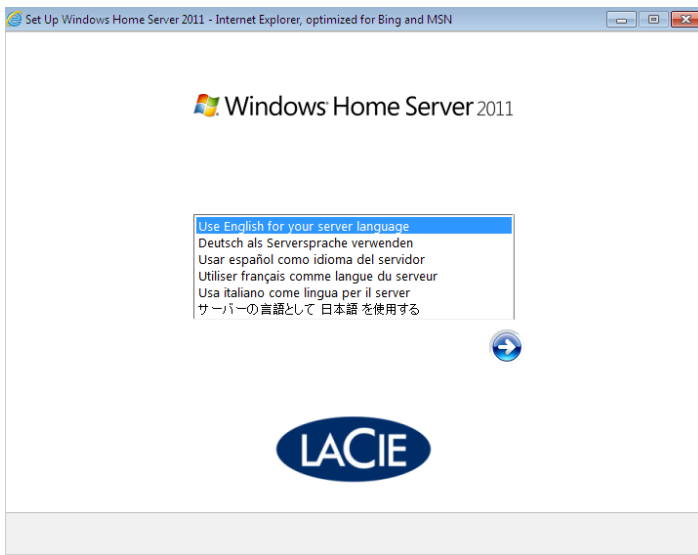 Set Up Windows Home Server 2011 - Internet Explorer, optimized for Bing and MSN
Windows Home Server 2011
Use English for your server language
Deutsch als Serversprache verwenden
Usar español como idioma del servidor
Utiliser français comme langue du serveur
Usa italiano come lingua per il server
サーバーの言語として 日本語 を使用する
LACIE